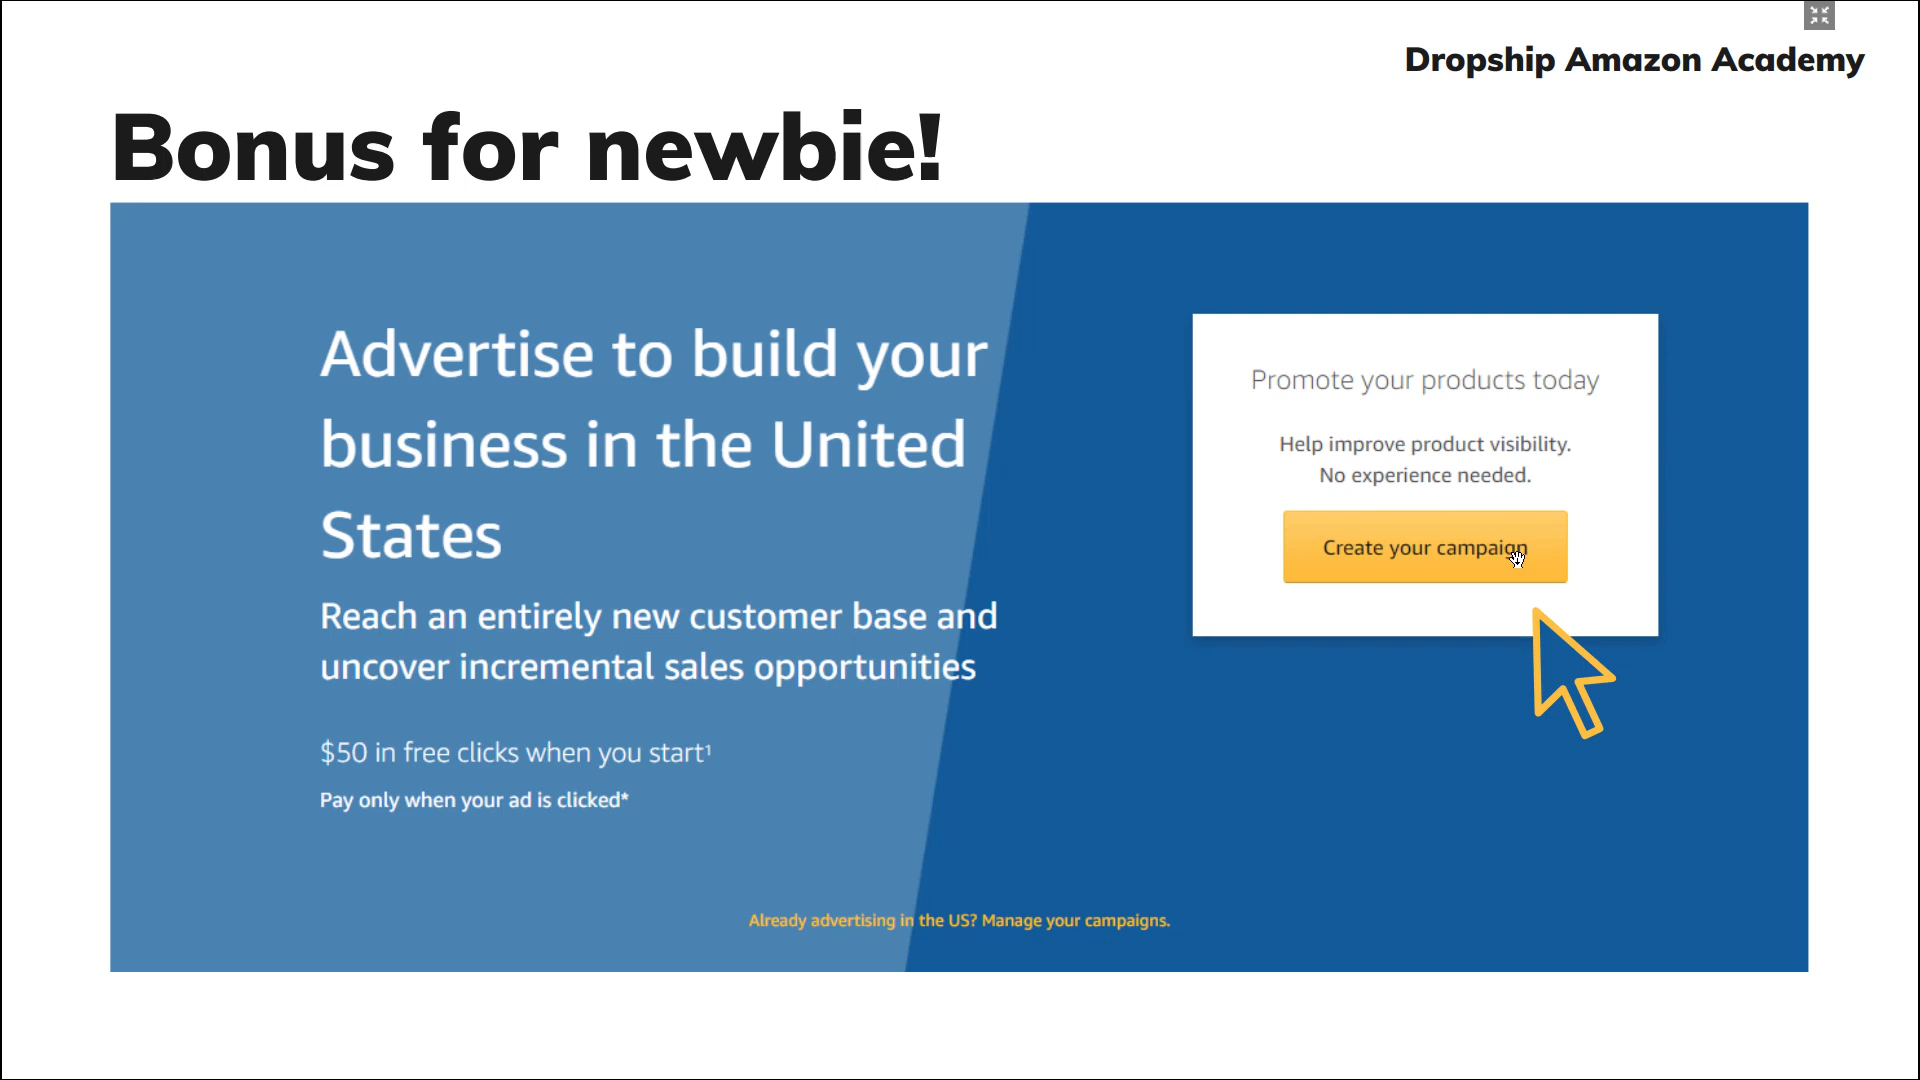 Dropship Amazon Academy
Bonus for newbie!
Advertise to build your
business in the United
States
Reach an entirely new customer base and
uncover incremental sales opportunities
$50 in free clicks when you start¹
Pay only when your ad is clicked*
Promote your products today
Help improve product visibility.
No experience needed.
Create your campaign
Already advertising in the US? Manage your campaigns.